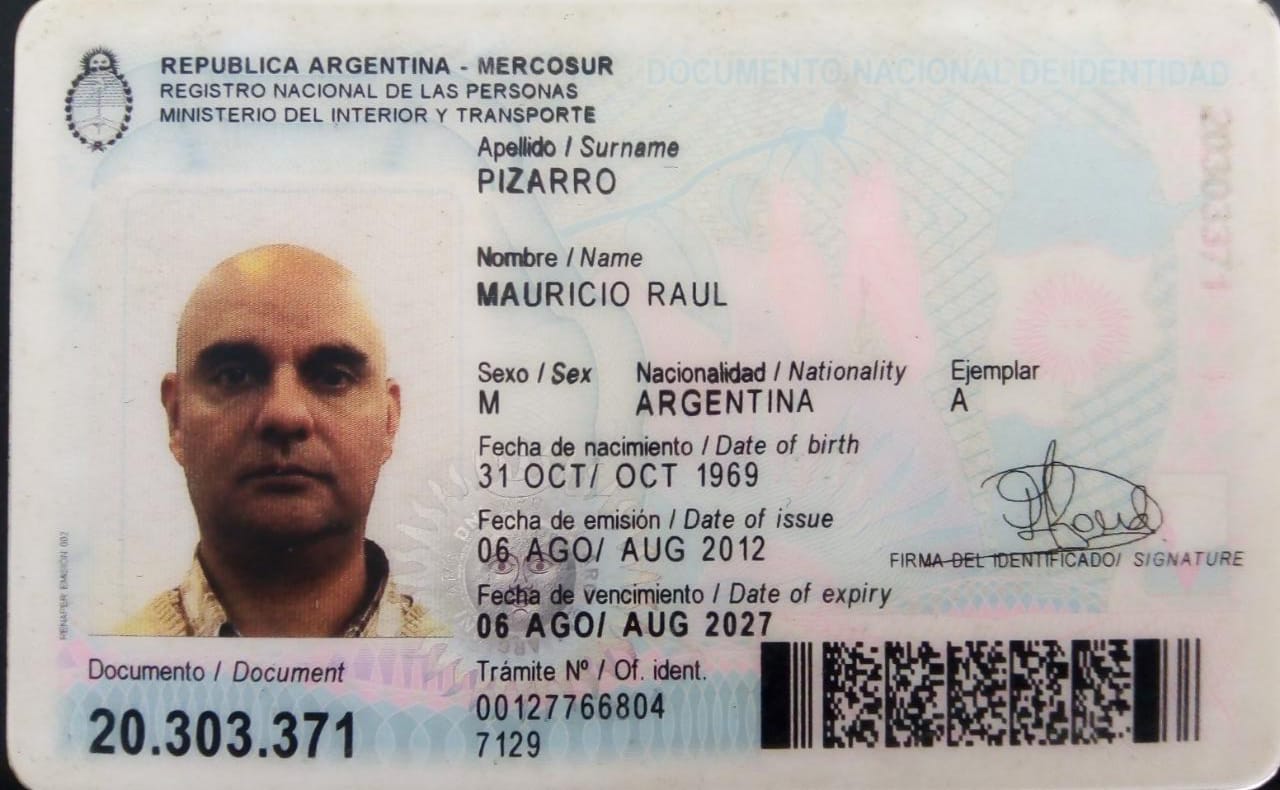 REPUBLICA ARGENTINA - MERCOSUR
REGISTRO NACIONAL DE LAS PERSONAS
MINISTERIO DEL INTERIOR Y TRANSPORTE
DOCUMENTO NACIONAL DE IDENTIDAD
Apellido / Surname
PIZARRO
Nombre / Name
MAURICIO RAUL
Sexo / Sex Nacionalidad / Nationality Ejemplar
M ARGENTINA A
Fecha de nacimiento / Date of birth
31 OCT/ OCT 1969
Fecha de emisión / Date of issue
06 AGO/ AUG 2012
FIRMA DEL IDENTIFICADO/ SIGNATURE
Fecha de vencimiento / Date of expiry
06 AGO/ AUG 2027
Documento / Document
20.303.371
Trámite Nº / Of. ident.
00127766804
7129
20303371